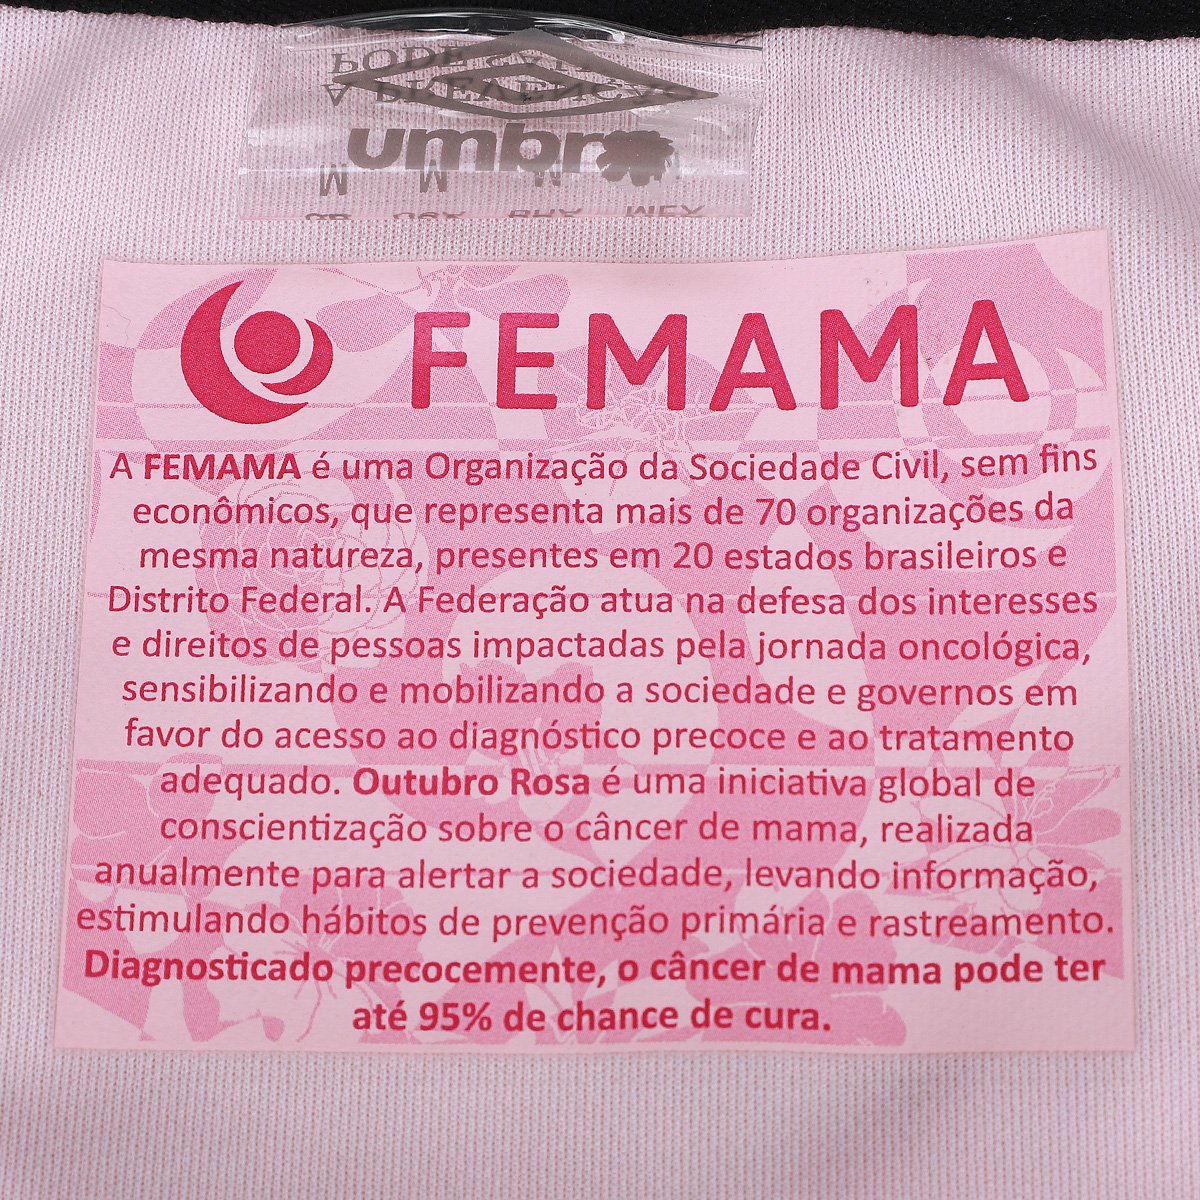 umbro
M M M M
BR USA ARG MEX
FEMAMA
A FEMAMA é uma Organização da Sociedade Civil, sem fins
econômicos, que representa mais de 70 organizações da
mesma natureza, presentes em 20 estados brasileiros e
Distrito Federal. A Federação atua na defesa dos interesses
e direitos de pessoas impactadas pela jornada oncológica,
sensibilizando e mobilizando a sociedade e governos em
favor do acesso ao diagnóstico precoce e ao tratamento
adequado. Outubro Rosa é uma iniciativa global de
conscientização sobre o câncer de mama, realizada
anualmente para alertar a sociedade, levando informação,
estimulando hábitos de prevenção primária e rastreamento.
Diagnosticado precocemente, o câncer de mama pode ter
até 95% de chance de cura.